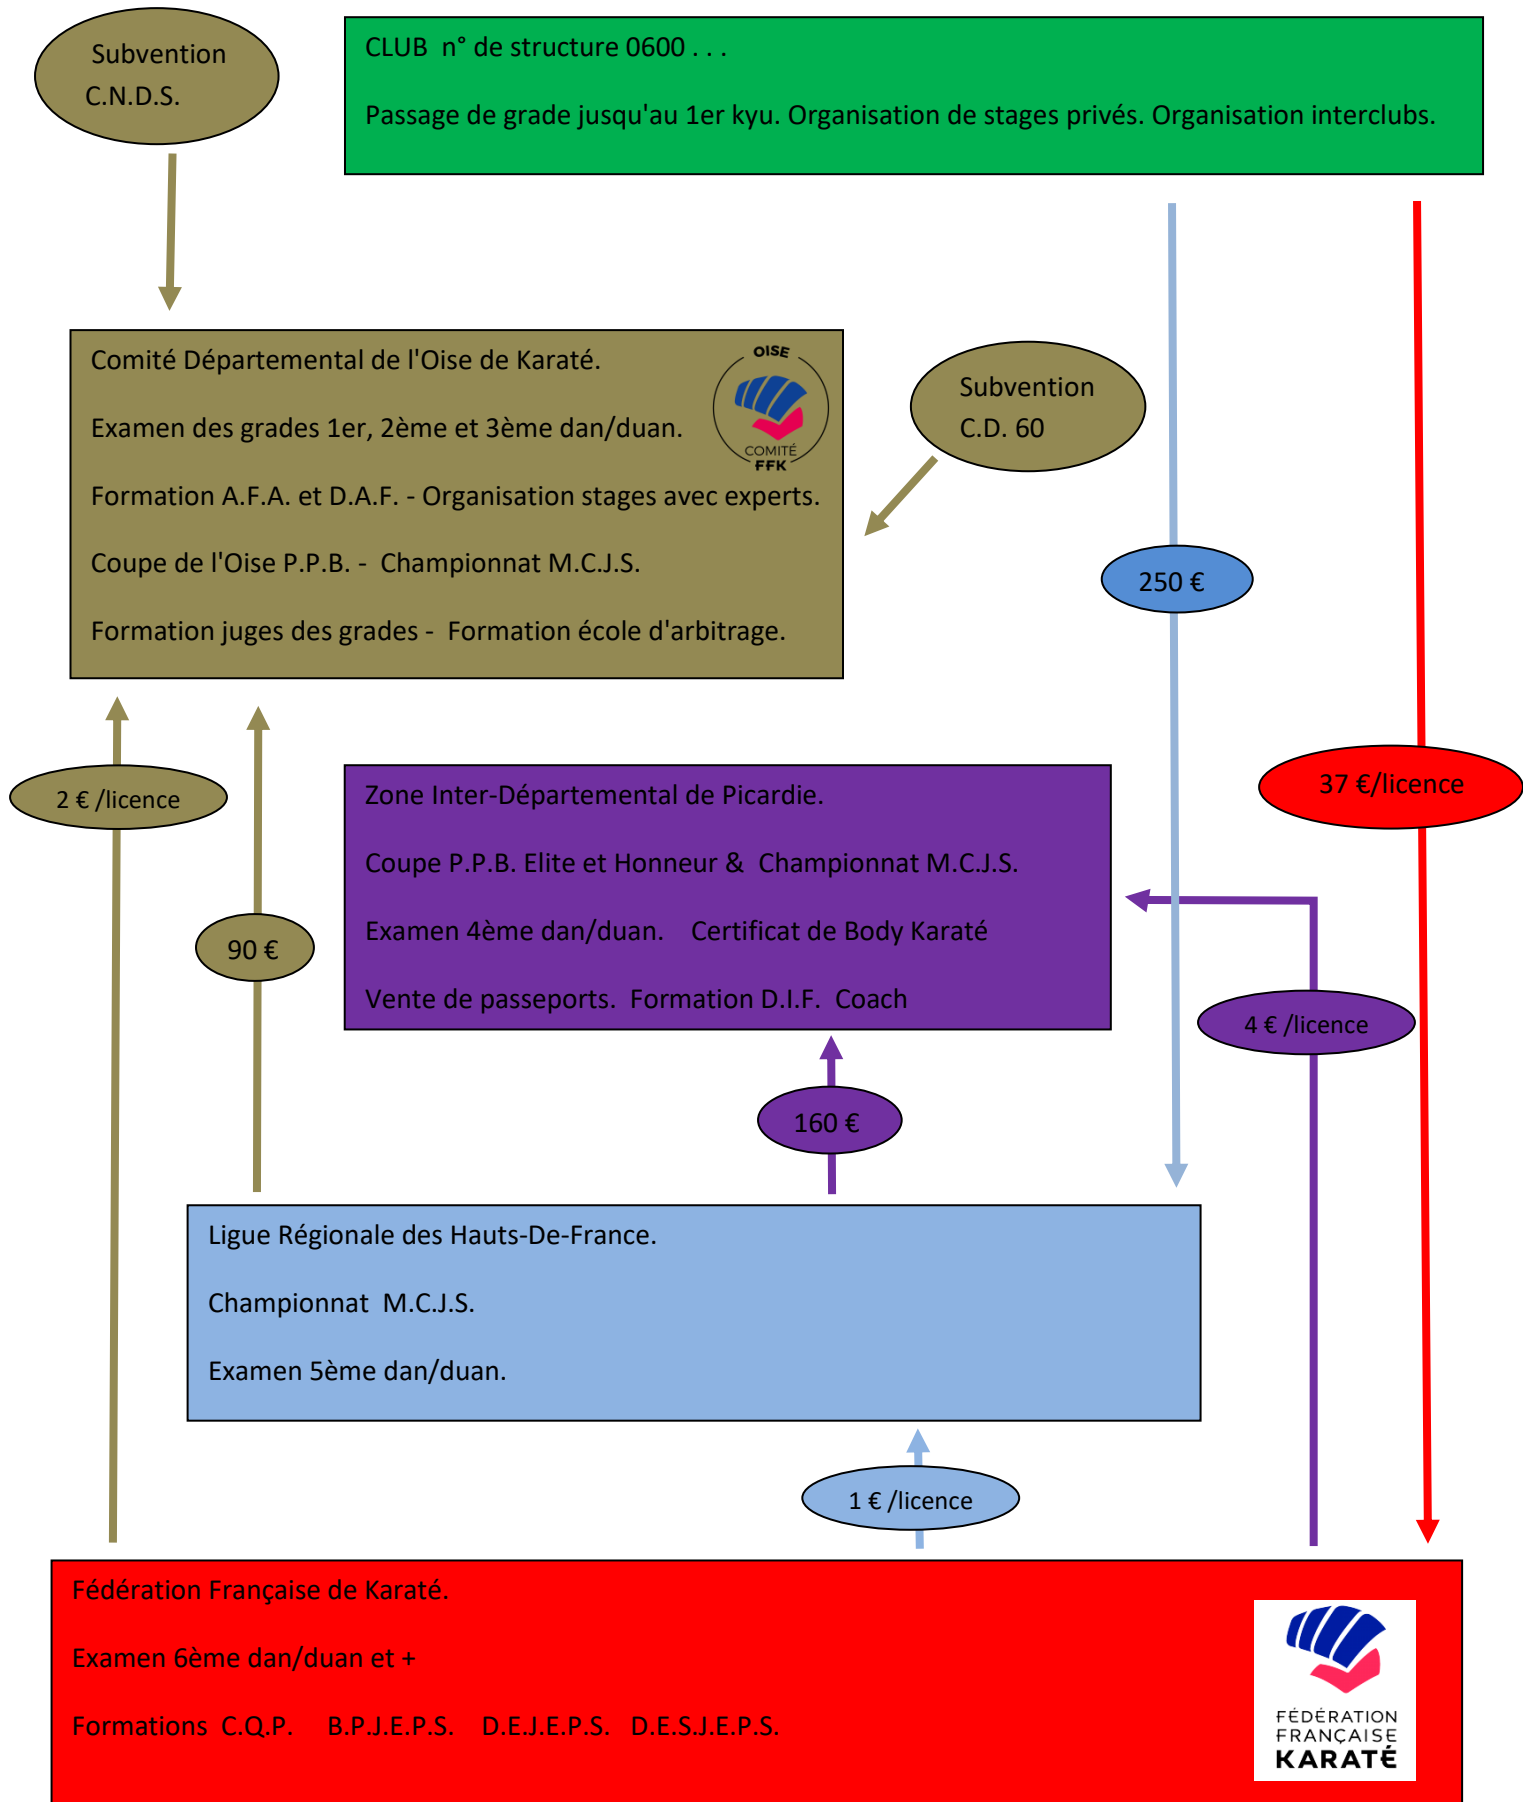 Subvention
C.N.D.S.
CLUB  n° de structure 0600 . . .
Passage de grade jusqu'au 1er kyu. Organisation de stages privés. Organisation interclubs.
Comité Départemental de l'Oise de Karaté.
Examen des grades 1er, 2ème et 3ème dan/duan.
Formation A.F.A. et D.A.F. - Organisation stages avec experts.
Coupe de l'Oise P.P.B. -  Championnat M.C.J.S.
Formation juges des grades -  Formation école d'arbitrage.
OISE
COMITÉ
FFK
Subvention
C.D. 60
250 €
37 €/licence
2 € /licence
90 €
Zone Inter-Départemental de Picardie.
Coupe P.P.B. Elite et Honneur &  Championnat M.C.J.S.
Examen 4ème dan/duan.    Certificat de Body Karaté
Vente de passeports.  Formation D.I.F.  Coach
4 € /licence
160 €
Ligue Régionale des Hauts-De-France.
Championnat  M.C.J.S.
Examen 5ème dan/duan.
1 € /licence
Fédération Française de Karaté.
Examen 6ème dan/duan et +
Formations  C.Q.P.     B.P.J.E.P.S.    D.E.J.E.P.S.   D.E.S.J.E.P.S.
FÉDÉRATION
FRANÇAISE
KARATÉ